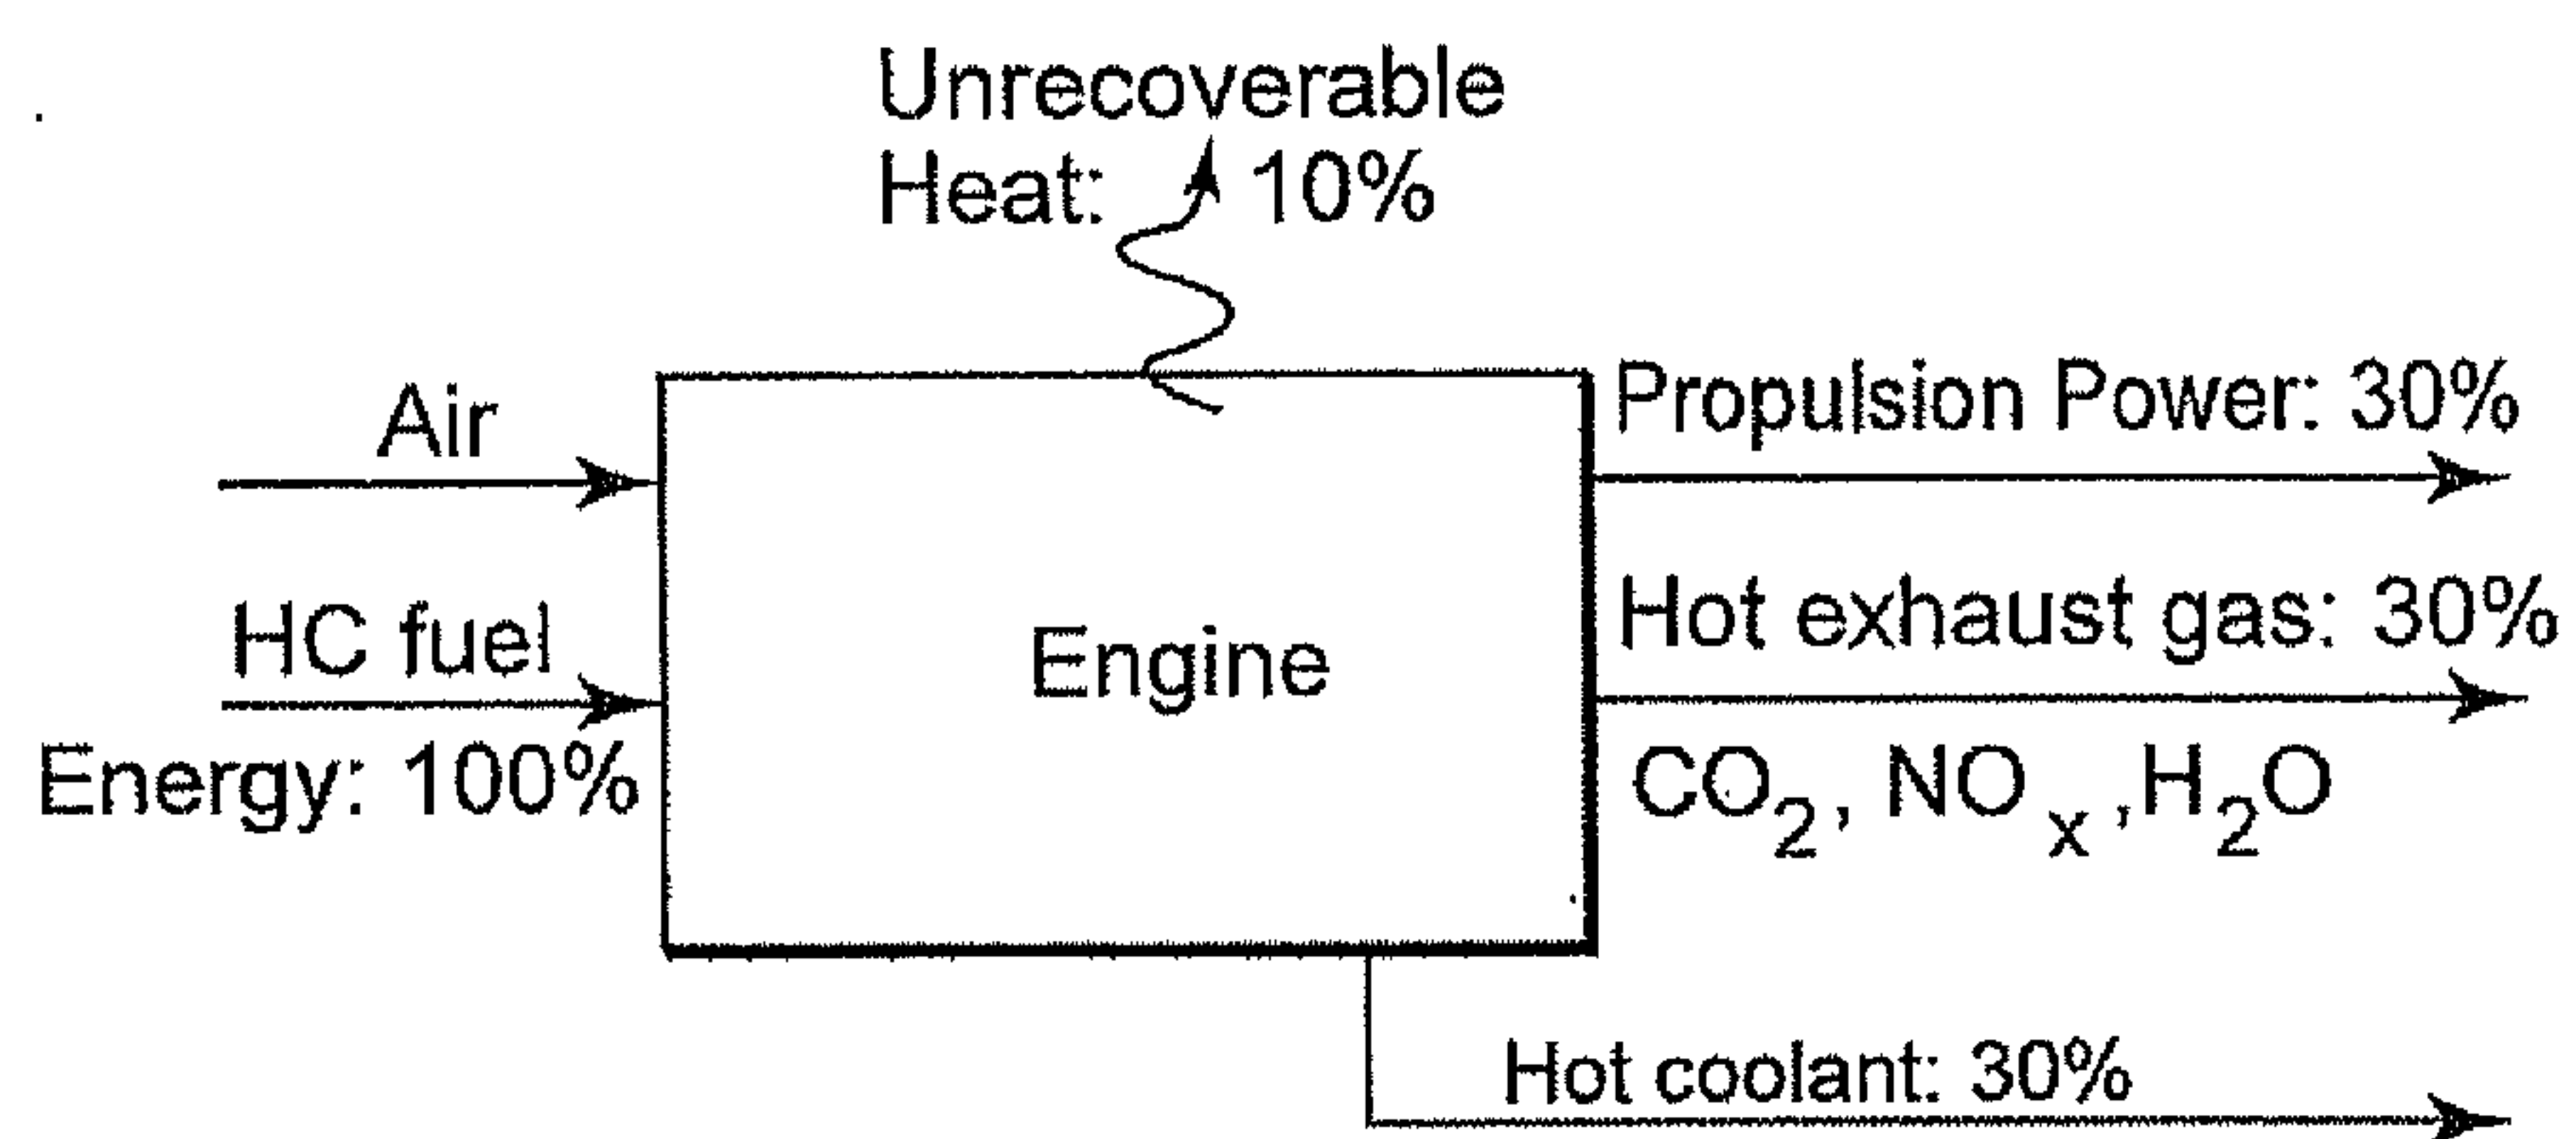 Unrecoverable
Heat: 10%
Air
HC fuel
Energy: 100%
Engine
Propulsion Power: 30%
Hot exhaust gas: 30%
CO2, NOx, H2O
Hot coolant: 30%